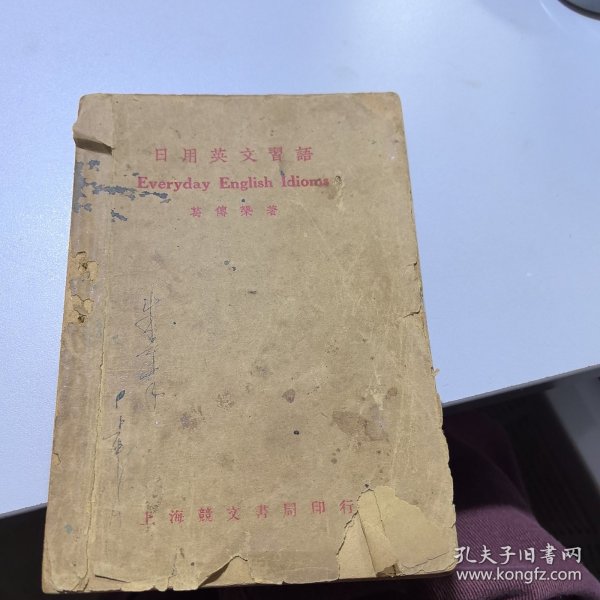 日用英文習語
Everyday English Idioms
葛傳槼著
上海競文書局印行
孔夫子旧书网
www.kongfz.com